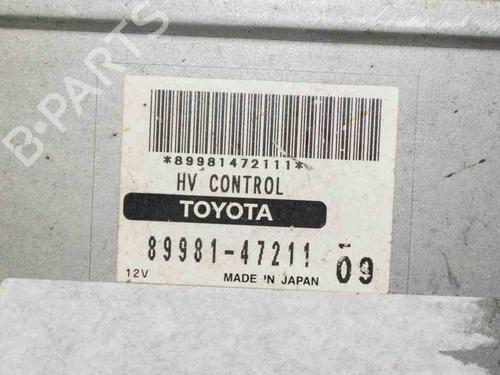 B-PARTS
*89981472111*
HV CONTROL
TOYOTA
89981-47211
09
12V
MADE IN JAPAN